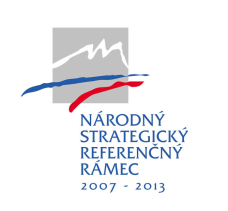 NÁRODNÝ
STRATEGICKÝ
REFERENČNÝ
RÁMEC
2007 - 2013